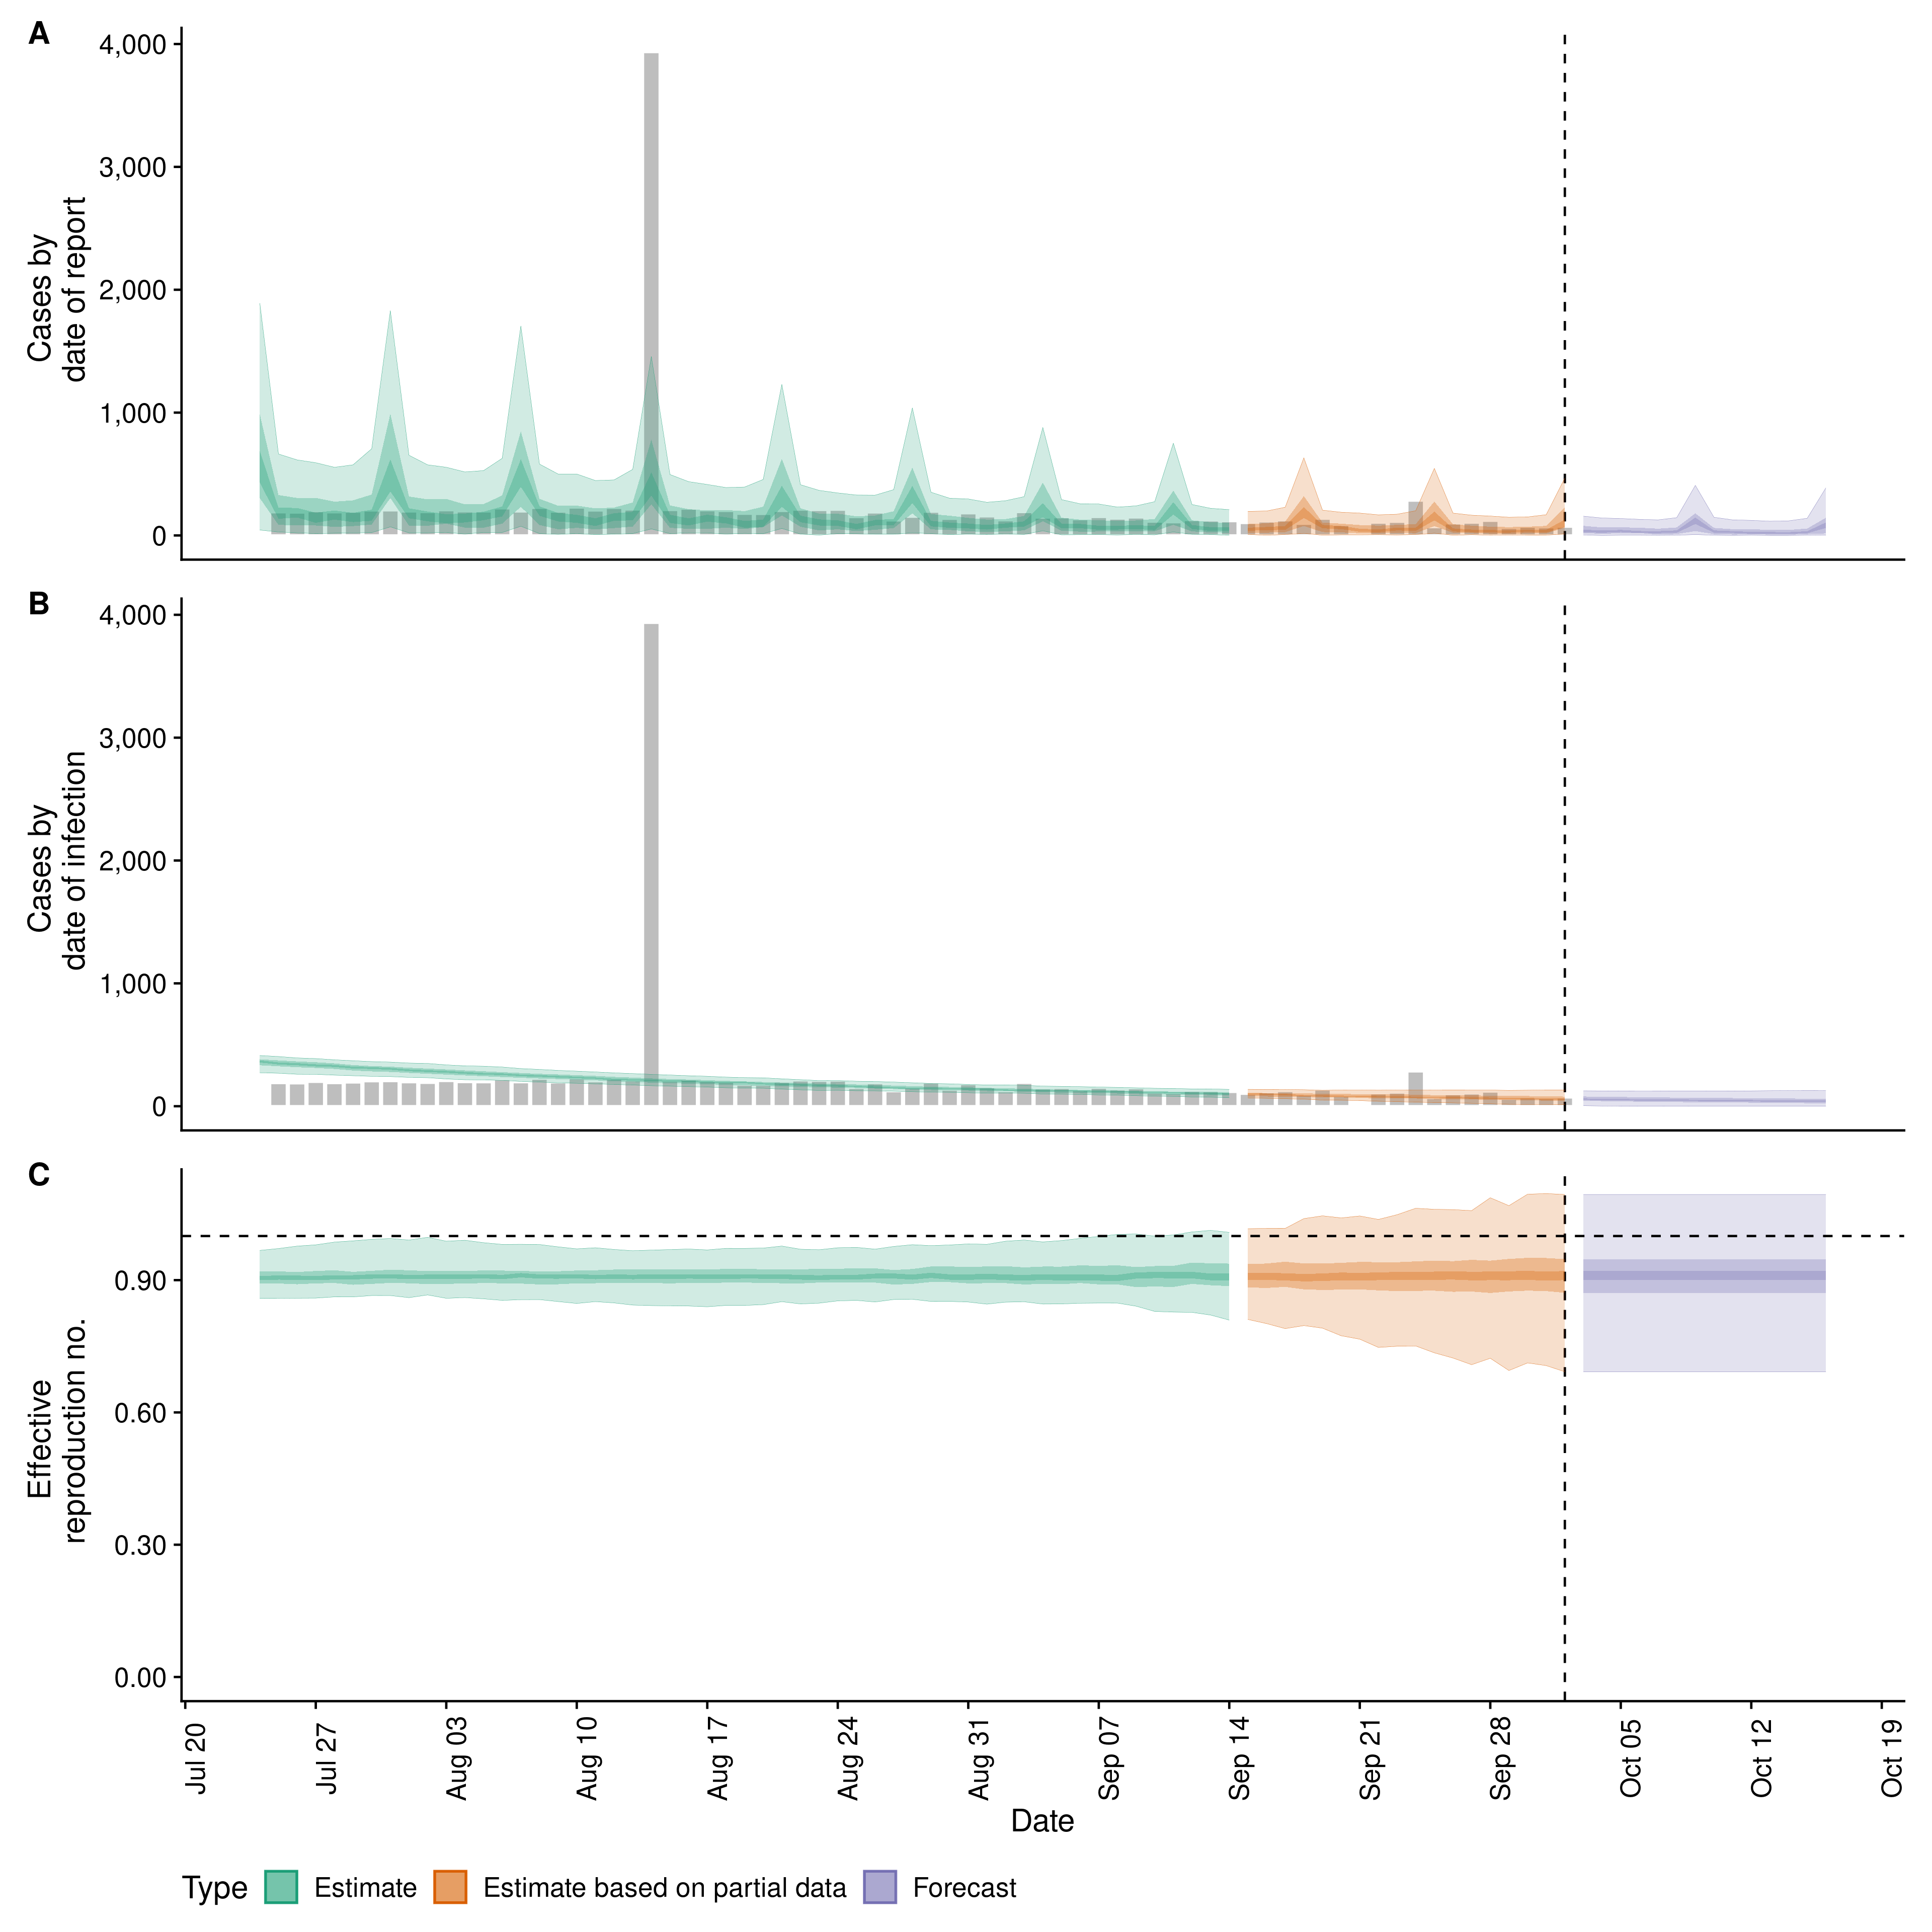 A
Cases by
date of report
4,000
3,000
2,000
1,000
0
B
Cases by
date of infection
4,000
3,000
2,000
1,000
0
C
Effective
reproduction no.
0.90
0.60
0.30
0.00
Jul 20
Jul 27
Aug 03
Aug 10
Aug 17
Aug 24
Aug 31
Sep 07
Sep 14
Sep 21
Sep 28
Oct 05
Oct 12
Oct 19
Date
Type Estimate Estimate based on partial data Forecast